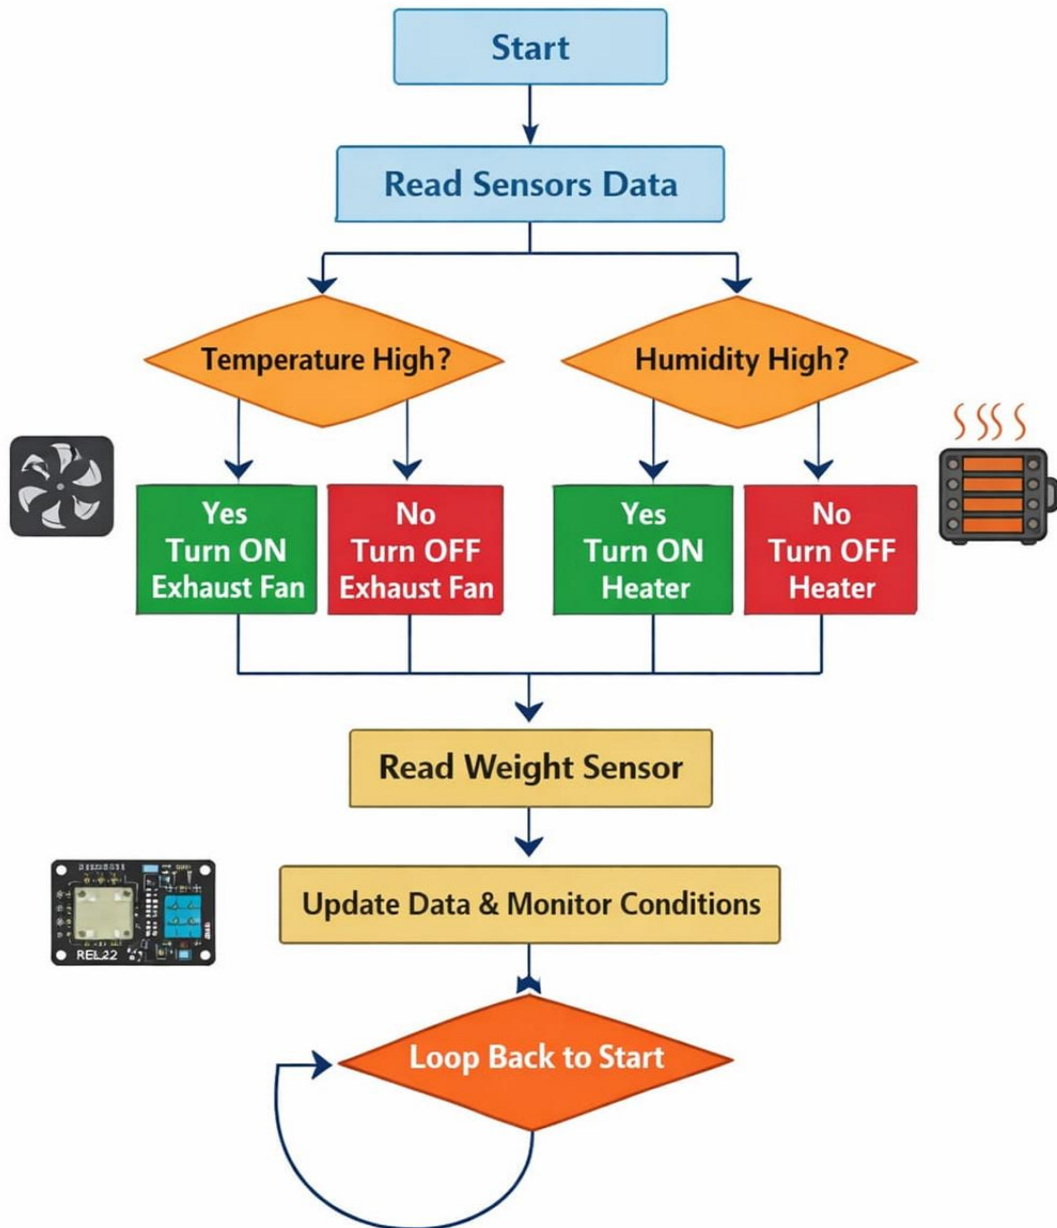 Start
Read Sensors Data
Temperature High?
Humidity High?
Yes
Turn ON
Exhaust Fan
No
Turn OFF
Exhaust Fan
Yes
Turn ON
Heater
No
Turn OFF
Heater
Read Weight Sensor
Update Data & Monitor Conditions
Loop Back to Start